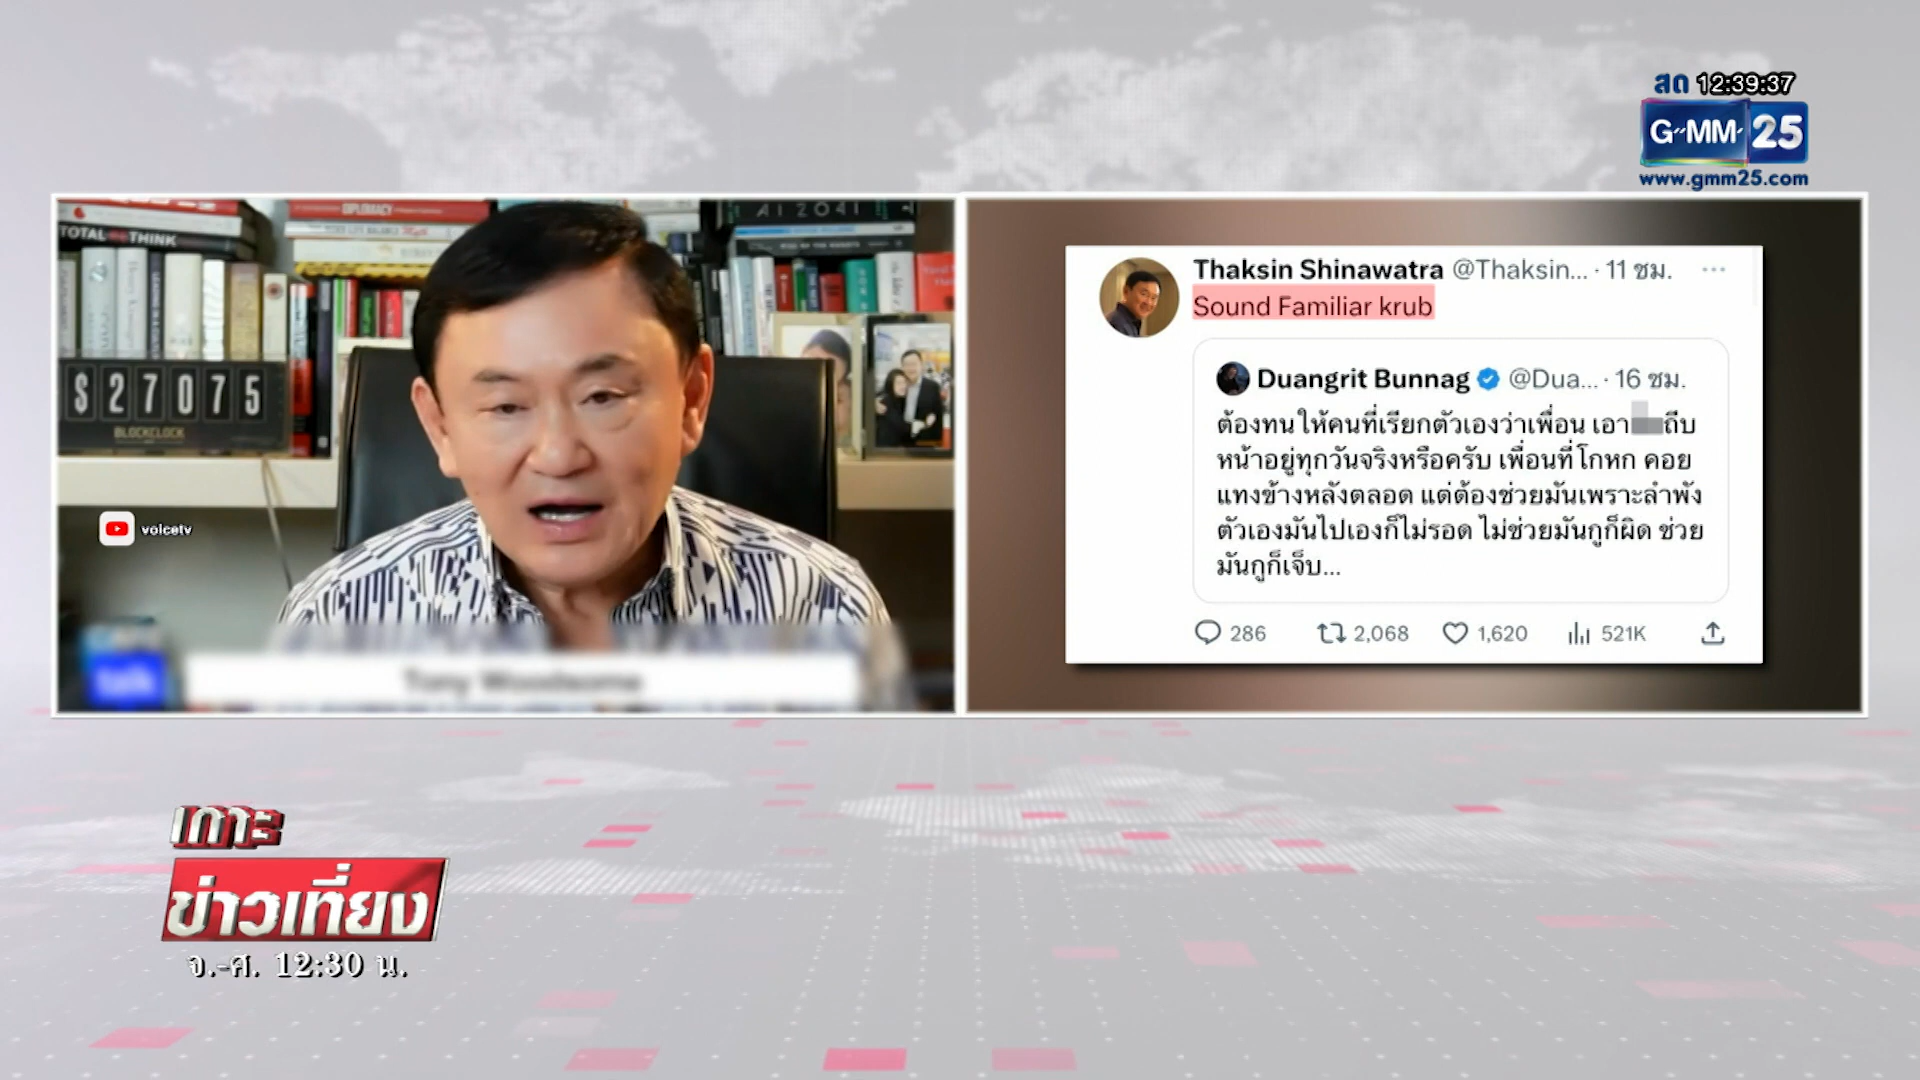 สด 12:39:37
GMM 25
www.gmm25.com
DIPLOMACY
AI 2041
TOTAL THINK
$27075
BLOCKCLOCK
voicetv
talk
Tony Woodsome
Thaksin Shinawatra @Thaksin... · 11 ชม. ...
Sound Familiar krub
Duangrit Bunnag @Dua... · 16 ชม.
ต้องทนให้คนที่เรียกตัวเองว่าเพื่อน เอา ถีบ
หน้าอยู่ทุกวันจริงหรือครับ เพื่อนที่โกหก คอย
แทงข้างหลังตลอด แต่ต้องช่วยมันเพราะลำพัง
ตัวเองมันไปเองก็ไม่รอด ไม่ช่วยมันกูก็ผิด ช่วย
มันกูก็เจ็บ...
286 2,068 1,620 521K
เกาะ
ข่าวเที่ยง
จ.-ศ. 12:30 น.